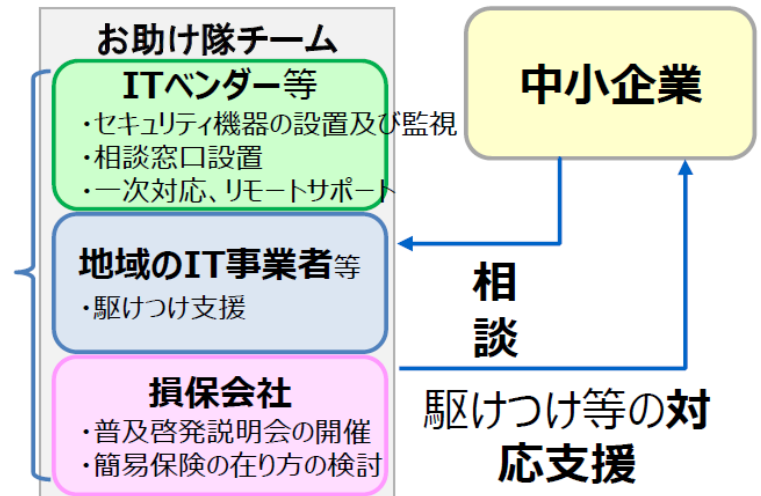 お助け隊チーム
ITベンダー等
・セキュリティ機器の設置及び監視
・相談窓口設置
・一次対応、リモートサポート
地域のIT事業者等
・駆けつけ支援
損保会社
・普及啓発説明会の開催
・簡易保険の在り方の検討
中小企業
相
談
駆けつけ等の対
応支援